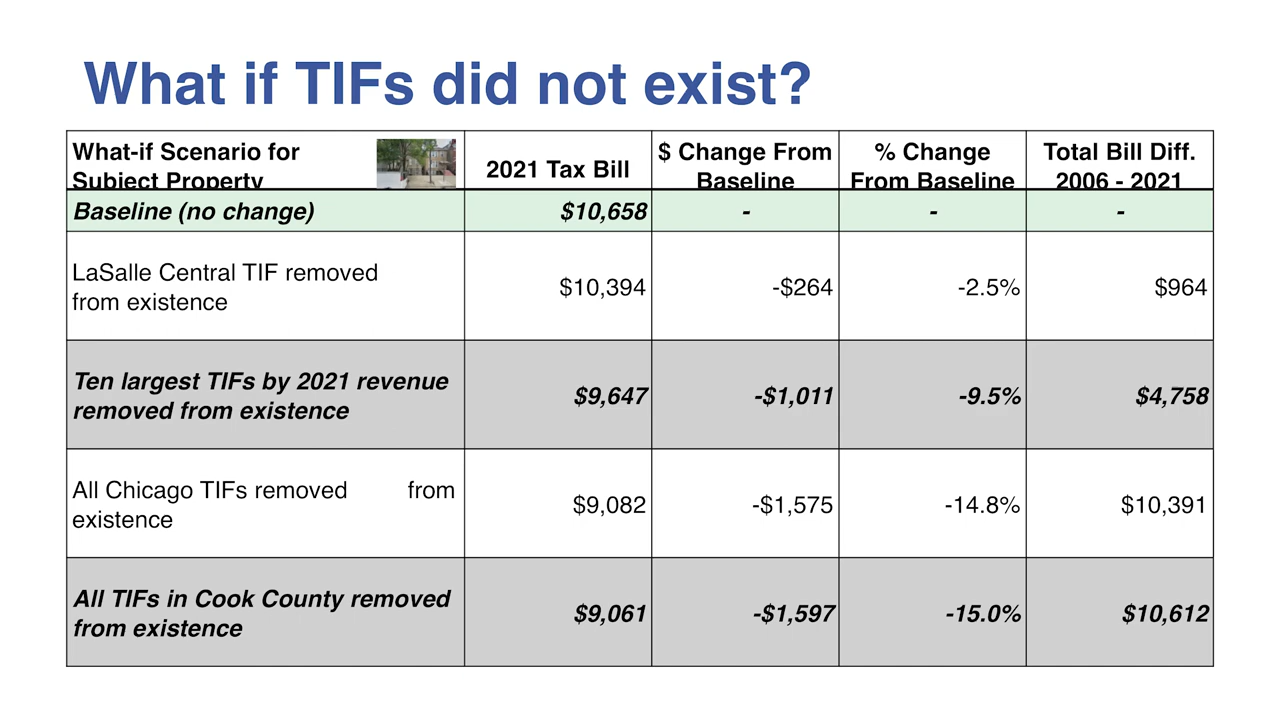 What if TIFs did not exist?
What-if Scenario for
Subject Property
2021 Tax Bill
$ Change From
Baseline
% Change
From Baseline
Total Bill Diff.
2006 - 2021
Baseline (no change) $10,658 - - -
LaSalle Central TIF removed
from existence
$10,394 -$264 -2.5% $964
Ten largest TIFs by 2021 revenue
removed from existence
$9,647 -$1,011 -9.5% $4,758
All Chicago TIFs removed from
existence
$9,082 -$1,575 -14.8% $10,391
All TIFs in Cook County removed
from existence
$9,061 -$1,597 -15.0% $10,612